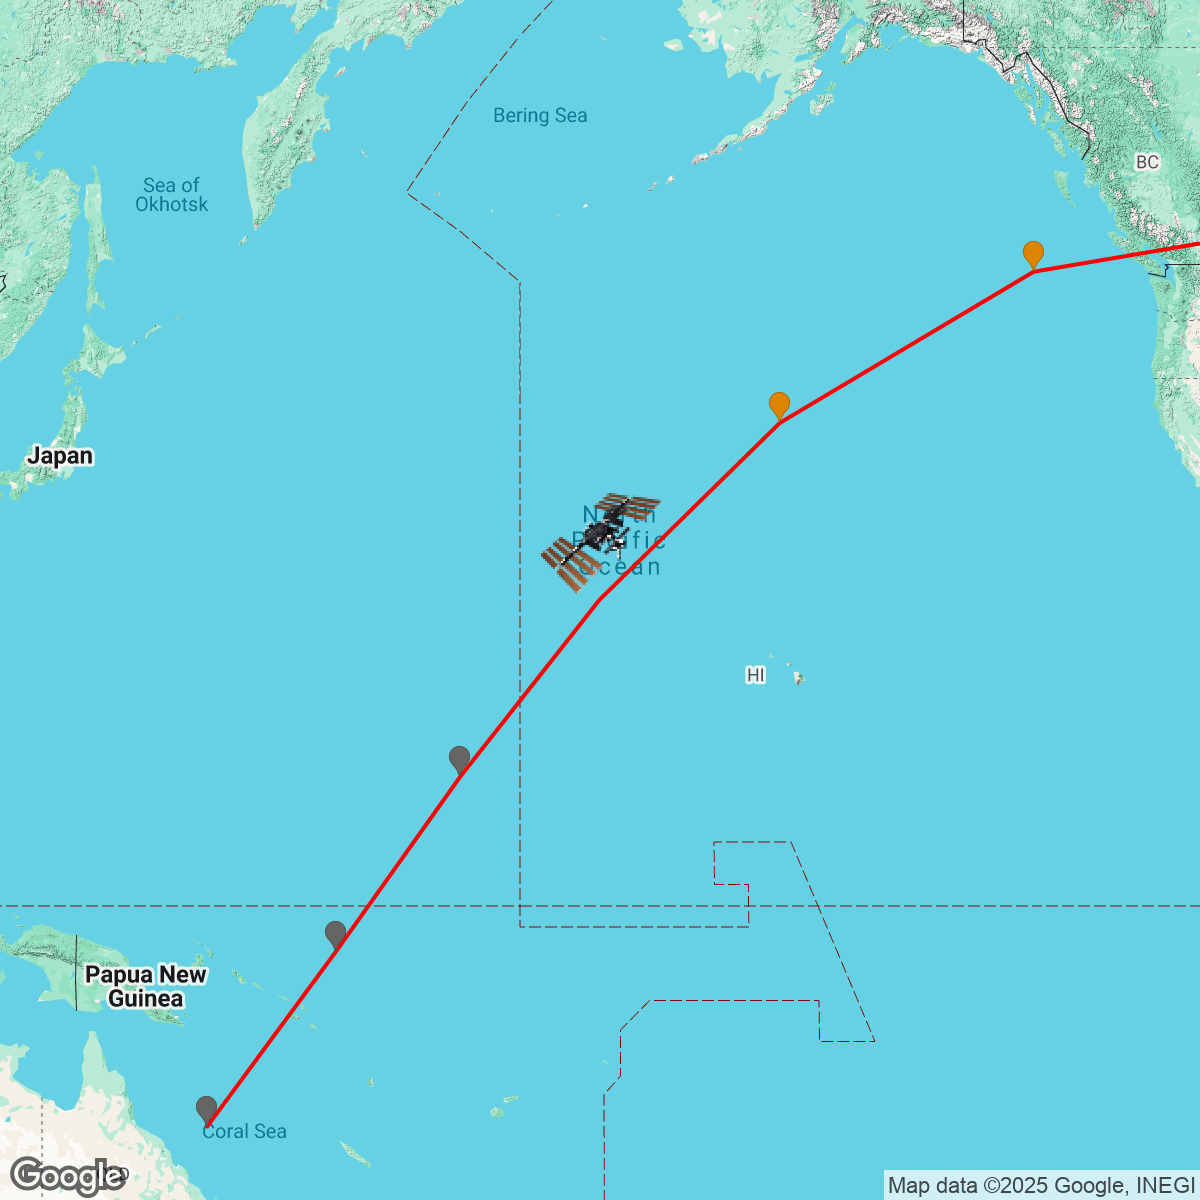 Bering Sea
BC
Sea of
Okhotsk
Japan
North
Pacific
Ocean
HI
Papua New
Guinea
Coral Sea
Google
Map data ©2025 Google, INEGI